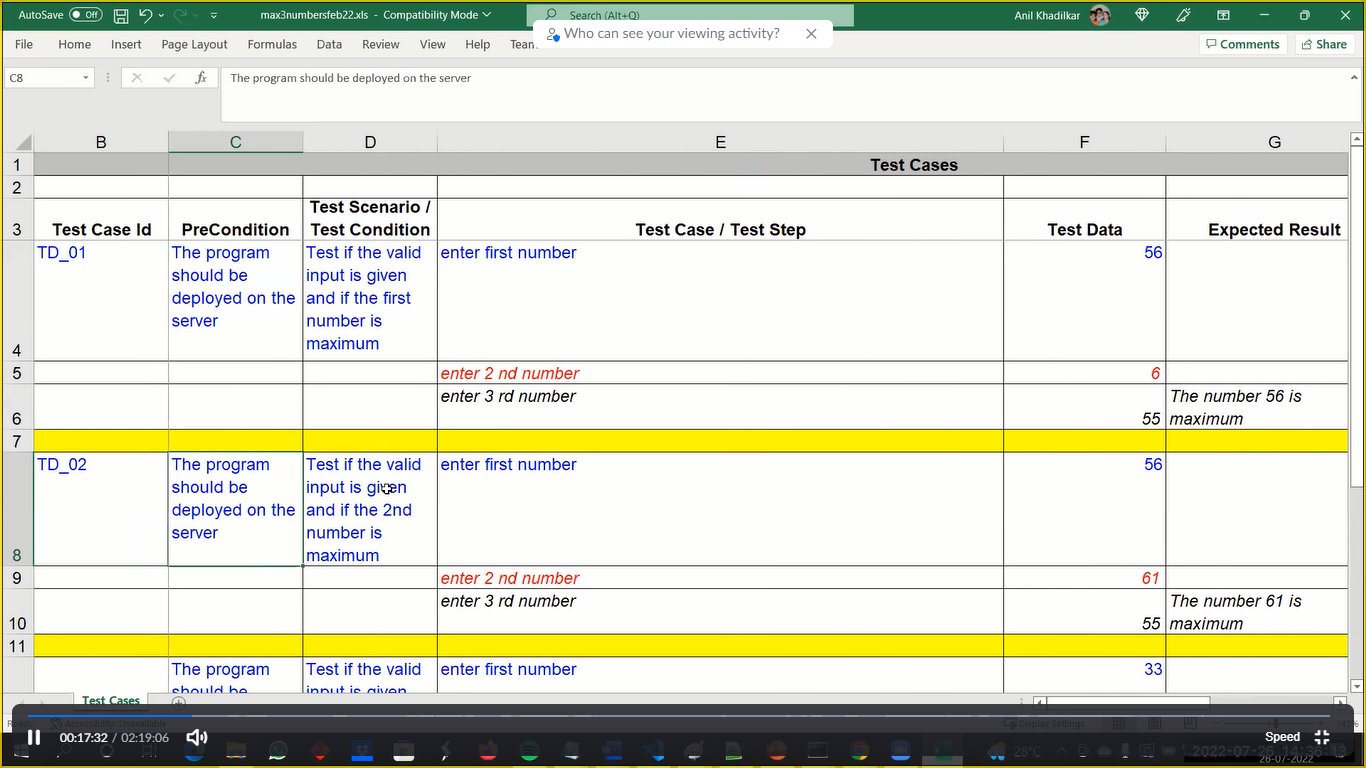 AutoSave Off max3numbersfeb22.xls - Compatibility Mode Search (Alt+Q) Anil Khadilkar
Who can see your viewing activity?
File Home Insert Page Layout Formulas Data Review View Help Team Comments Share
C8 fx The program should be deployed on the server
B C D E F G
1 Test Cases
2
3 Test Case Id PreCondition Test Scenario / Test Condition Test Case / Test Step Test Data Expected Result
4 TD_01 The program should be deployed on the server Test if the valid input is given and if the first number is maximum enter first number 56
5 enter 2 nd number 6
6 enter 3 rd number 55 The number 56 is maximum
7
8 TD_02 The program should be deployed on the server Test if the valid input is given and if the 2nd number is maximum enter first number 56
9 enter 2 nd number 61
10 enter 3 rd number 55 The number 61 is maximum
11
The program should be Test if the valid input is given enter first number 33
Test Cases
Ready Accessibility: Unavailable Display Settings
00:17:32 / 02:19:06 Speed
28°C 2022-07-26 14:36:13
26-07-2022